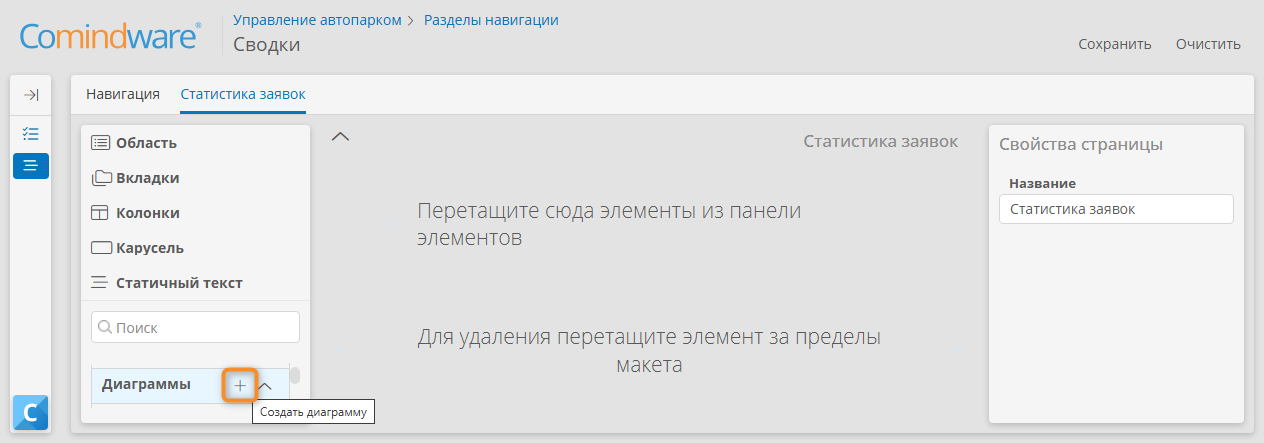 Comindware®
Управление автопарком > Разделы навигации
Сводки
Сохранить Очистить
Навигация Статистика заявок
Область
Вкладки
Колонки
Карусель
Статичный текст
Поиск
Диаграммы
Создать диаграмму
Статистика заявок
Перетащите сюда элементы из панели
элементов
Для удаления перетащите элемент за пределы
макета
Свойства страницы
Название
Статистика заявок
C